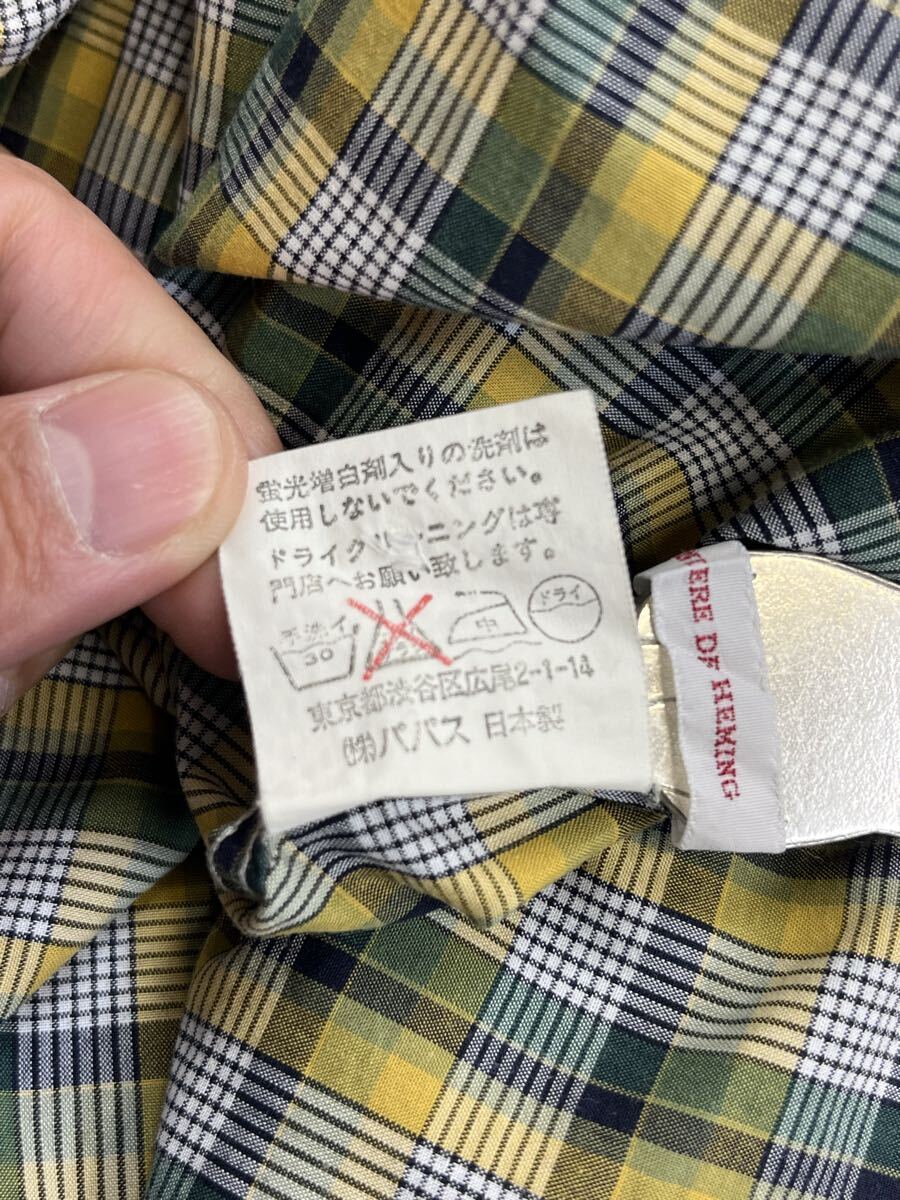 蛍光増白剤入りの洗剤は
使用しないでください。
ドライクリーニングは専
門店へお願い致します。
手洗イ
30
中
ドライ
東京都渋谷区広尾2-1-14
㈱パパス 日本製
DE HEMING